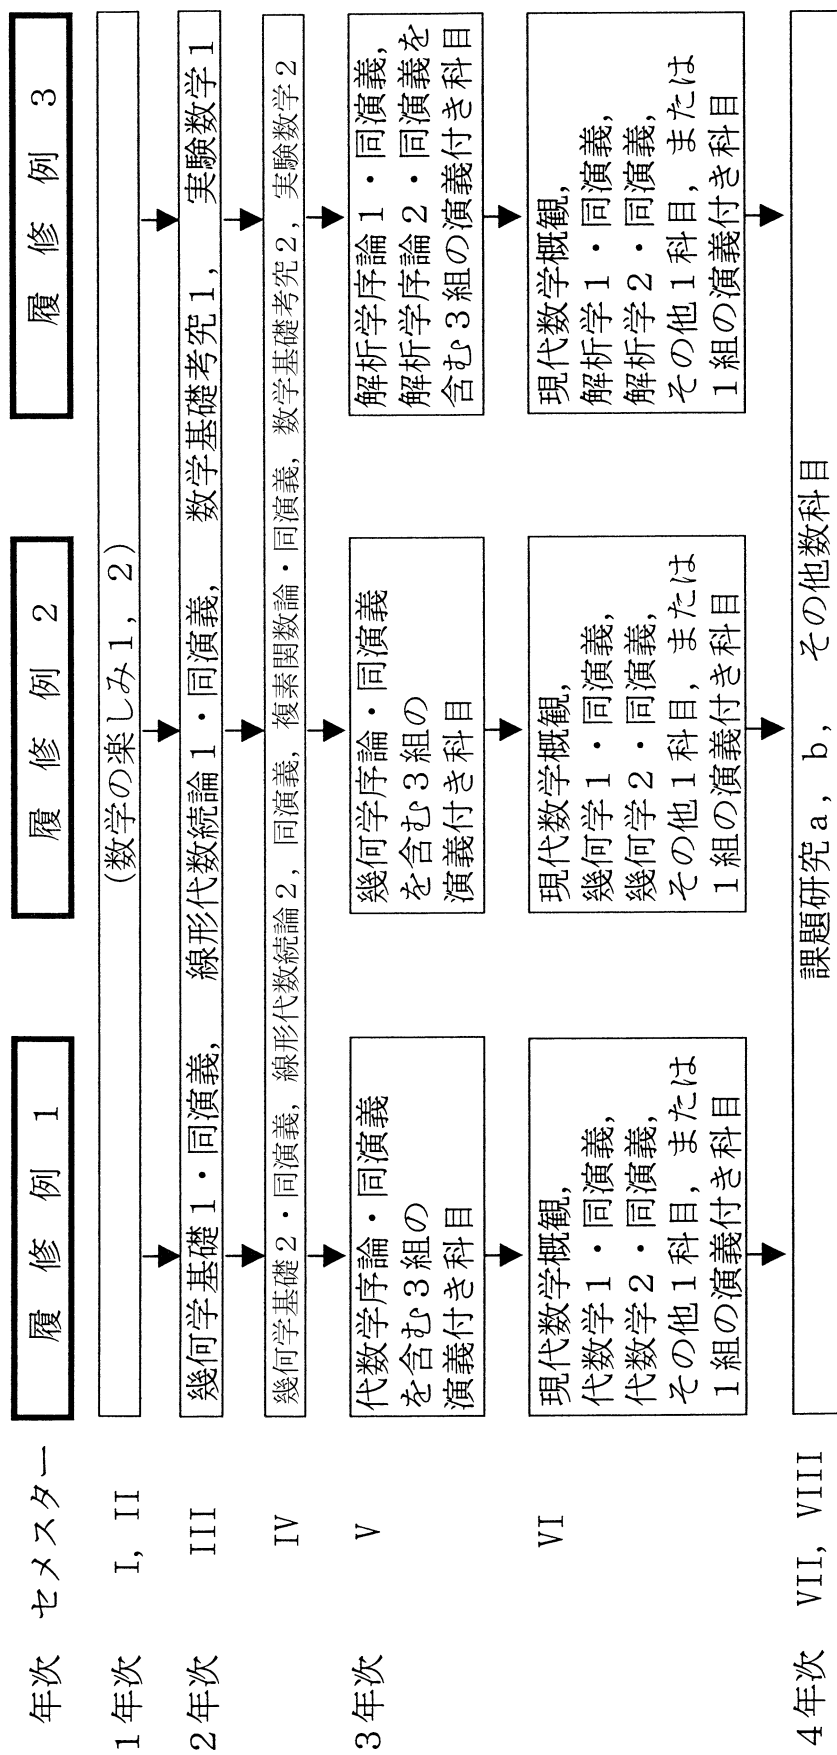 年次 セメスター 履修例 1 履修例 2 履修例 3
1年次 I, II (数学の楽しみ1, 2)
2年次 III 幾何学基礎1・同演義, 線形代数続論1・同演義, 数学基礎考究1, 実験数学1
IV 幾何学基礎2・同演義, 線形代数続論2, 同演義, 複素関数論・同演義, 数学基礎考究2, 実験数学2
3年次 V
代数学序論・同演義
を含む3組の
演義付き科目
幾何学序論・同演義
を含む3組の
演義付き科目
解析学序論1・同演義,
解析学序論2・同演義を
含む3組の演義付き科目
VI
現代数学概観,
代数学1・同演義,
代数学2・同演義,
その他1科目, または
1組の演義付き科目
現代数学概観,
幾何学1・同演義,
幾何学2・同演義,
その他1科目, または
1組の演義付き科目
現代数学概観,
解析学1・同演義,
解析学2・同演義,
その他1科目, または
1組の演義付き科目
4年次 VII, VIII 課題研究a, b, その他数科目